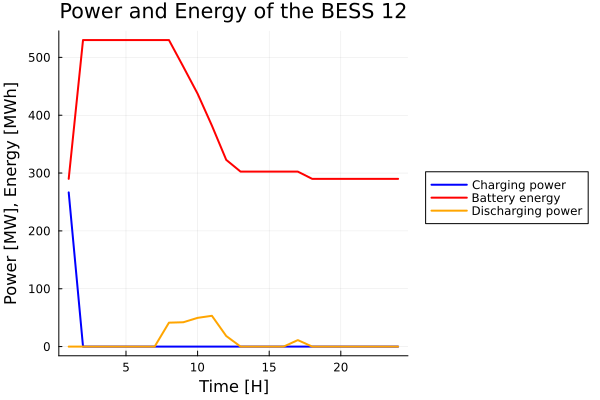 Power and Energy of the BESS 12
Power [MW], Energy [MWh]
500
400
300
200
100
0
5 10 15 20
Time [H]
Charging power
Battery energy
Discharging power